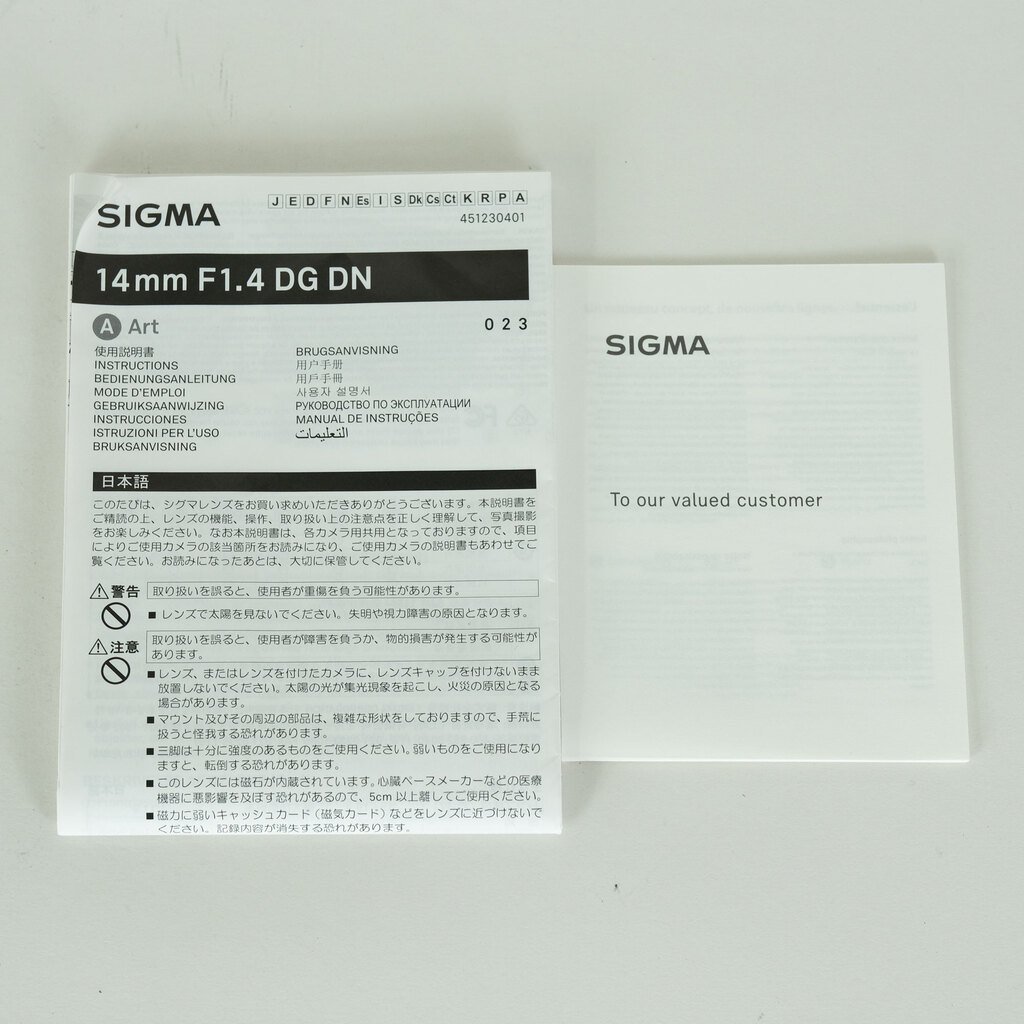 SIGMA
J E D F N Es I S Dk Cs Ct K R P A
451230401
14mm F1.4 DG DN
A Art
023
使用説明書
INSTRUCTIONS
BEDIENUNGSANLEITUNG
MODE D'EMPLOI
GEBRUIKSAANWIJZING
INSTRUCCIONES
ISTRUZIONI PER L'USO
BRUKSANVISNING
BRUGSANVISNING
用户手册
用戶手冊
사용자 설명서
РУКОВОДСТВО ПО ЭКСПЛУАТАЦИИ
MANUAL DE INSTRUÇÕES
التعليمات
日本語
このたびは、シグマレンズをお買い求めいただきありがとうございます。本説明書を
ご精読の上、レンズの機能、操作、取り扱い上の注意点を正しく理解して、写真撮影
をお楽しみください。なお本説明書は、各カメラ用共用となっておりますので、項目
によりご使用カメラの該当箇所をお読みになり、ご使用カメラの説明書もあわせてご
覧ください。お読みになったあとは、大切に保管してください。
警告
取り扱いを誤ると、使用者が重傷を負う可能性があります。
■ レンズで太陽を見ないでください。失明や視力障害の原因となります。
注意
取り扱いを誤ると、使用者が障害を負うか、物的損害が発生する可能性が
あります。
■ レンズ、またはレンズを付けたカメラに、レンズキャップを付けないまま
放置しないでください。太陽の光が集光現象を起こし、火災の原因となる
場合があります。
■ マウント及びその周辺の部品は、複雑な形状をしておりますので、手荒に
扱うと怪我する恐れがあります。
■ 三脚は十分に強度のあるものをご使用ください。弱いものをご使用になり
ますと、転倒する恐れがあります。
■ このレンズには磁石が内蔵されています。心臓ペースメーカーなどの医療
機器に悪影響を及ぼす恐れがあるので、5cm 以上離してご使用ください。
■ 磁力に弱いキャッシュカード（磁気カード）などをレンズに近づけないで
ください。記録内容が消失する恐れがあります。
SIGMA
To our valued customer